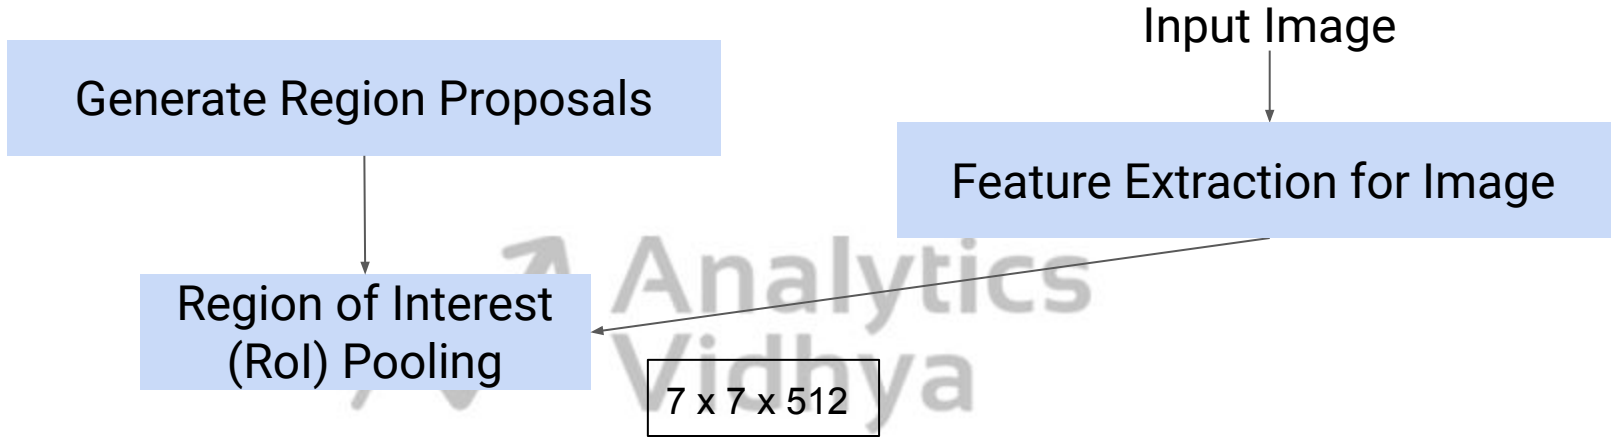 Input Image
Generate Region Proposals
Feature Extraction for Image
Analytics
Vidhya
Region of Interest
(RoI) Pooling
7 x 7 x 512